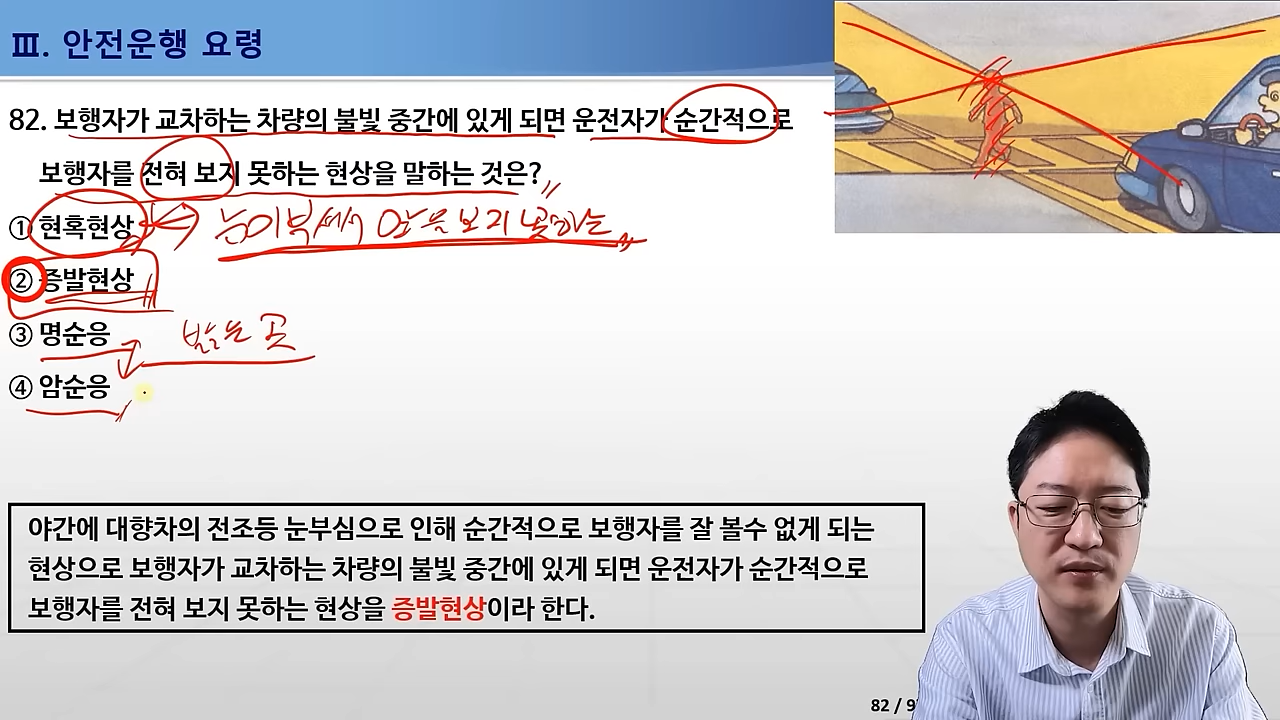 Ⅲ. 안전운행 요령
82. 보행자가 교차하는 차량의 불빛 중간에 있게 되면 운전자가 순간적으로
보행자를 전혀 보지 못하는 현상을 말하는 것은?
① 현혹현상 눈이부셔서 앞을 보지 못하는
② 증발현상
③ 명순응 밝은 곳
④ 암순응
야간에 대향차의 전조등 눈부심으로 인해 순간적으로 보행자를 잘 볼수 없게 되는
현상으로 보행자가 교차하는 차량의 불빛 중간에 있게 되면 운전자가 순간적으로
보행자를 전혀 보지 못하는 현상을 증발현상이라 한다.
82 / 9